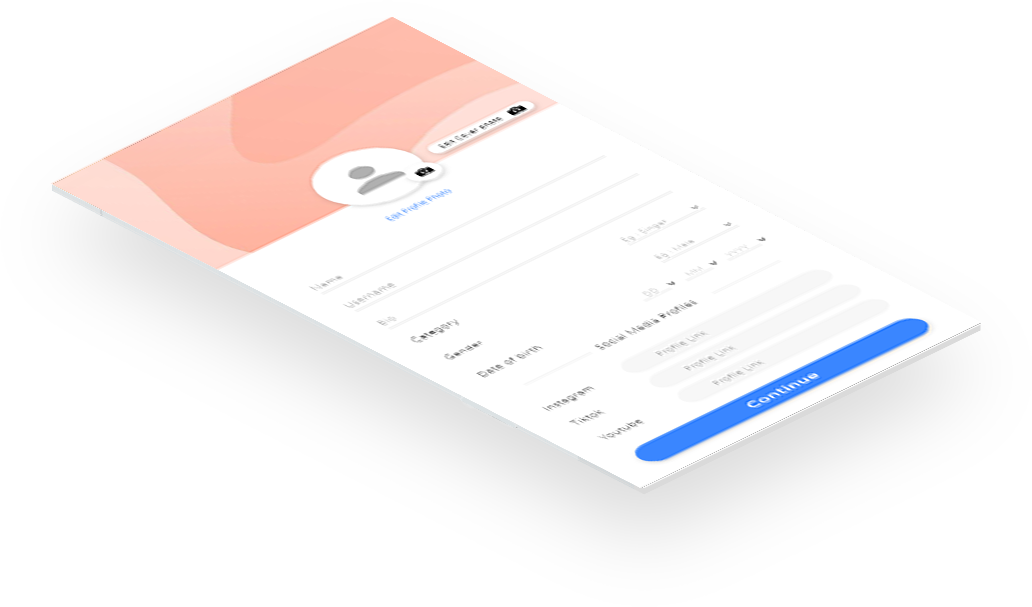 Edit Cover Photo
Edit Profile Photo
Name
Username
Bio
Category Eg. Singer
Gender Eg. Male
Date of Birth DD MM YYYY
Social Media Profiles
Instagram Profile Link
Tiktok Profile Link
Youtube Profile Link
Continue